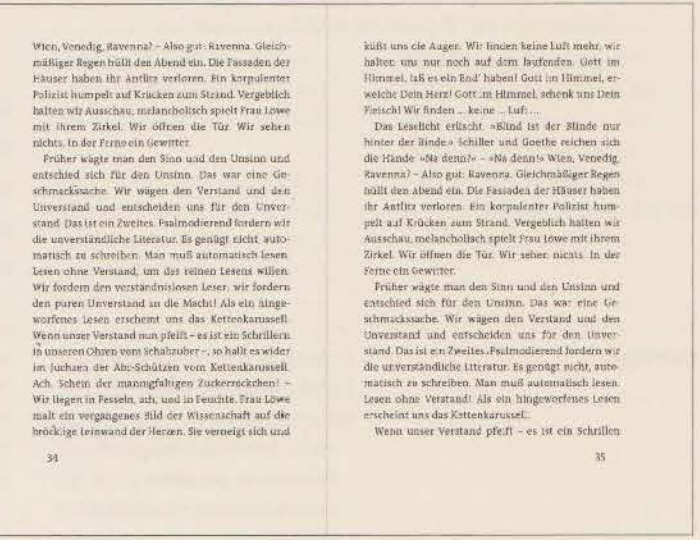 Wien, Venedig, Ravenna? – Also gut: Ravenna. Gleich-
mäßiger Regen hüllt den Abend ein. Die Fassaden der
Häuser haben ihr Antlitz verloren. Ein korpulenter
Polizist humpelt auf Krücken zum Strand. Vergeblich
halten wir Ausschau, melancholisch spielt Frau Löwe
mit ihrem Zirkel. Wir öffnen die Tür. Wir sehen
nichts. In der Ferne ein Gewitter.
Früher wägte man den Sinn und den Unsinn und
entschied sich für den Unsinn. Das war eine Ge-
schmackssache. Wir wägen den Verstand und den
Unverstand und entscheiden uns für den Unver-
stand. Das ist ein Zweites. Psalmodierend fordern wir
die unverständliche Literatur. Es genügt nicht, auto-
matisch zu schreiben. Man muß automatisch lesen.
Lesen ohne Verstand, um des reinen Lesens willen.
Wir fordern den verständnislosen Leser, wir fordern
den puren Unverstand an die Macht! Als ein hinge-
worfenes Lesen erscheint uns das Kettenkarussell.
Wenn unser Verstand nun pfeift – es ist ein Schrillen
in unseren Ohren vom Schabzuber –, so hallt es wider
im Juchzen der Abc-Schützen vom Kettenkarussell.
Ach, Schein der mannigfaltigen Zuckerröckchen! –
Wir liegen in Fesseln, ach, und in Feuchte. Frau Löwe
malt ein vergangenes Bild der Wissenschaft auf die
bröcklige Leinwand der Herzen. Sie verneigt sich und
34
küßt uns die Augen. Wir finden keine Luft mehr, wir
halten uns nur noch auf dem laufenden. Gott im
Himmel, laß es ein End' haben! Gott im Himmel, er-
weiche Dein Herz! Gott im Himmel, schenk uns Dein
Fleisch! Wir finden ... keine ... Luft ...
Das Leselicht erlischt. »Blind ist der Blinde nur
hinter der Binde.« Schiller und Goethe reichen sich
die Hände. »Na denn?« – »Na denn!« Wien, Venedig,
Ravenna? – Also gut: Ravenna. Gleichmäßiger Regen
hüllt den Abend ein. Die Fassaden der Häuser haben
ihr Antlitz verloren. Ein korpulenter Polizist hum-
pelt auf Krücken zum Strand. Vergeblich halten wir
Ausschau, melancholisch spielt Frau Löwe mit ihrem
Zirkel. Wir öffnen die Tür. Wir sehen nichts. In der
Ferne ein Gewitter.
Früher wägte man den Sinn und den Unsinn und
entschied sich für den Unsinn. Das war eine Ge-
schmackssache. Wir wägen den Verstand und den
Unverstand und entscheiden uns für den Unver-
stand. Das ist ein Zweites. Psalmodierend fordern wir
die unverständliche Literatur. Es genügt nicht, auto-
matisch zu schreiben. Man muß automatisch lesen.
Lesen ohne Verstand! Als ein hingeworfenes Lesen
erscheint uns das Kettenkarussell.
Wenn unser Verstand pfeift – es ist ein Schrillen
35